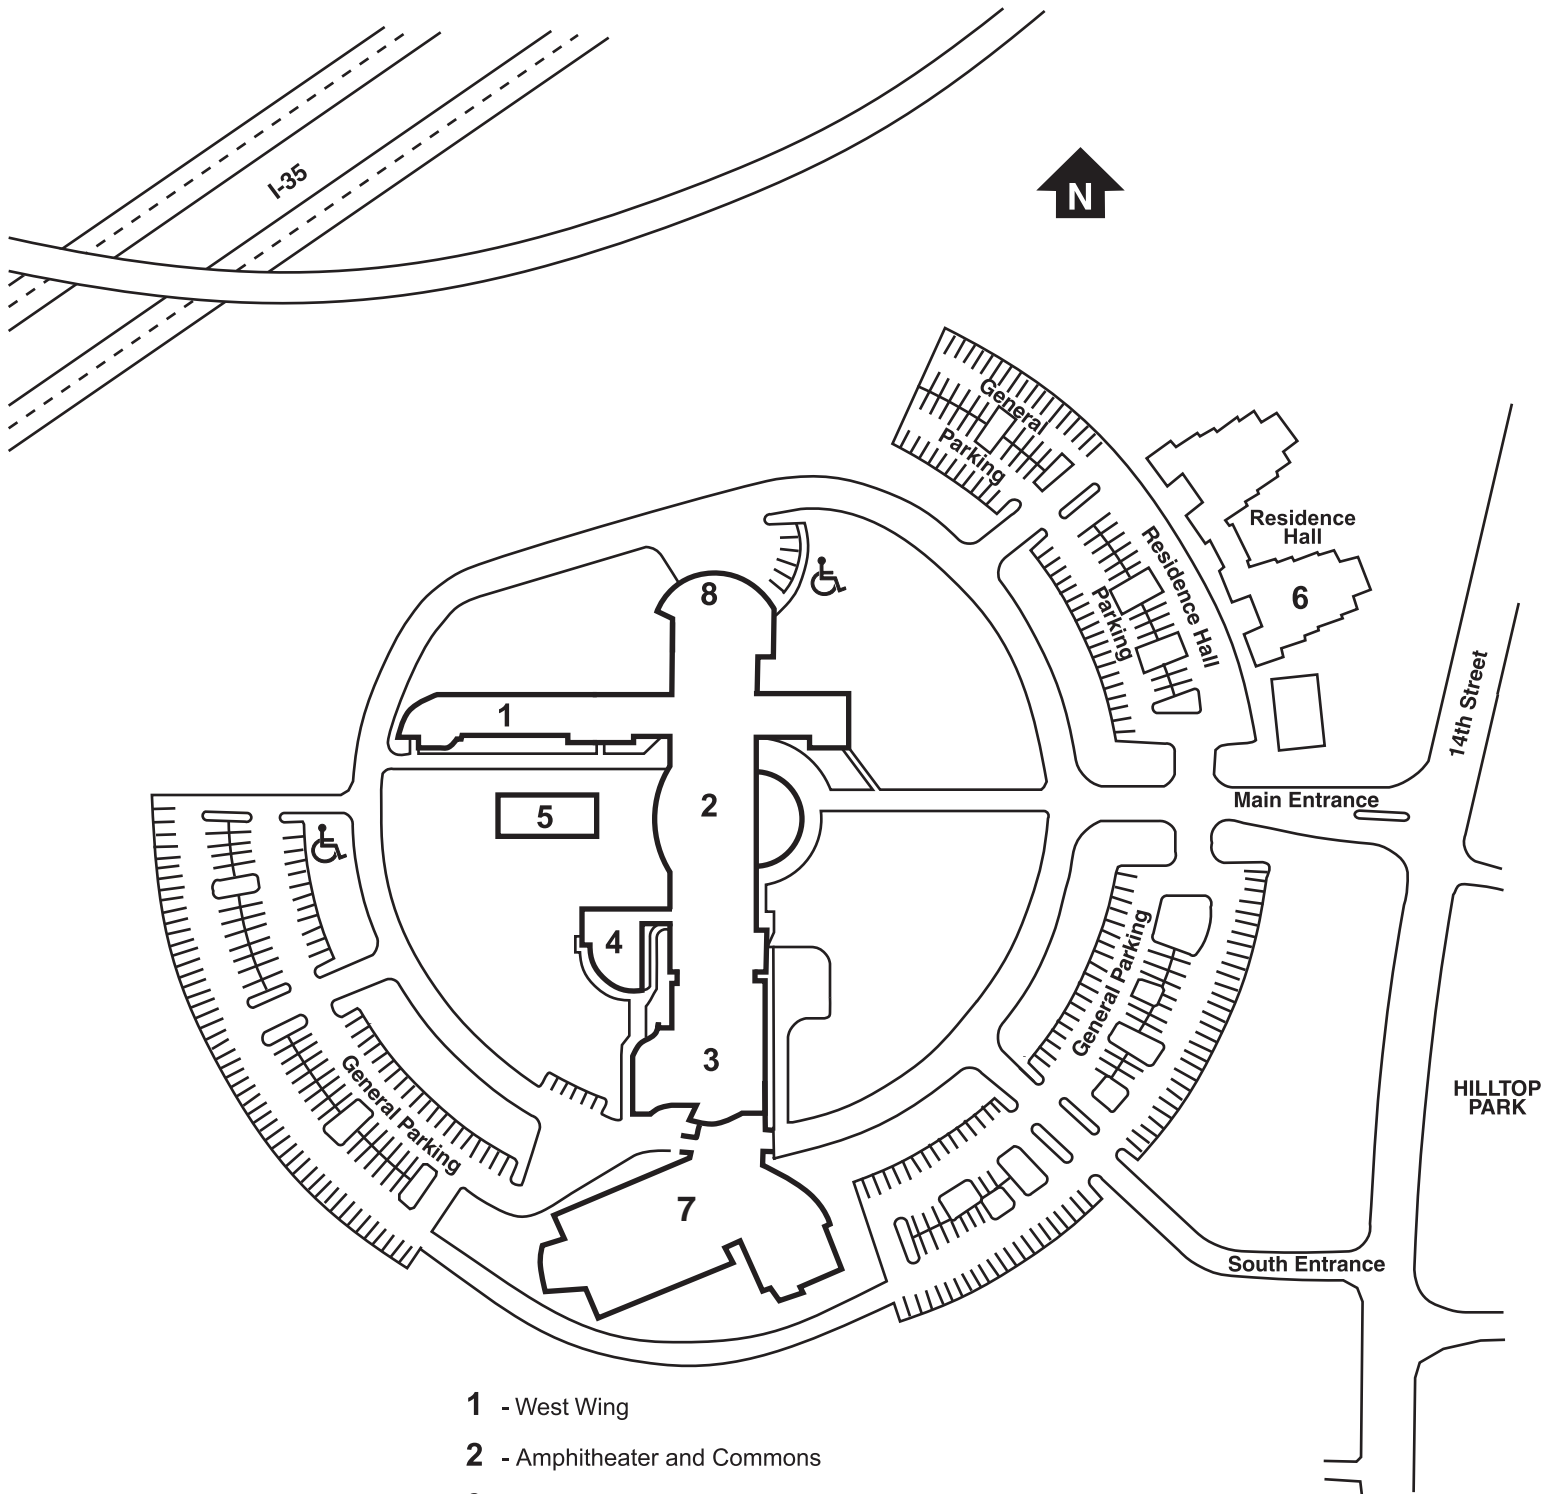 I-35
N
General
Parking
Residence Hall
Parking
Residence
Hall
6
8
1
14th Street
Main Entrance
5
2
4
General Parking
3
General Parking
HILLTOP
PARK
7
South Entrance
1 - West Wing
2 - Amphitheater and Commons